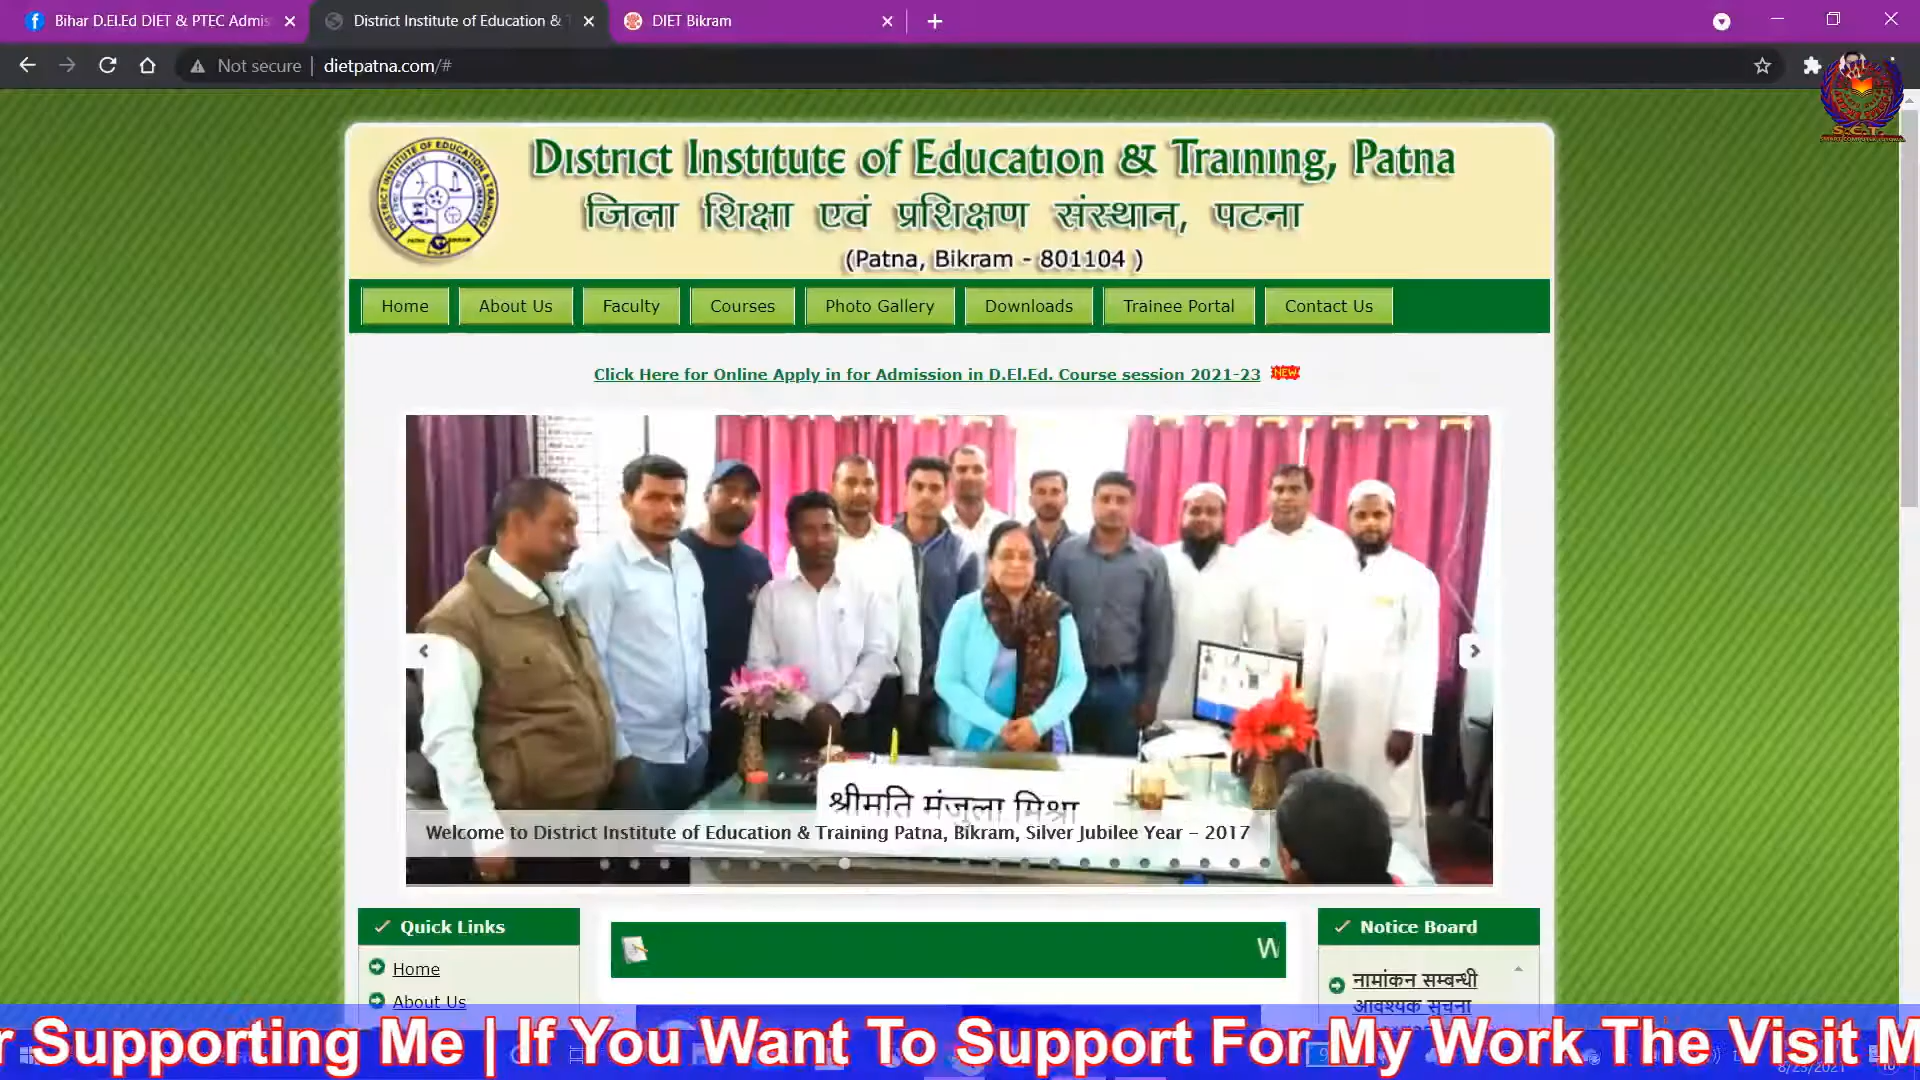 Bihar D.El.Ed DIET & PTEC Admis
District Institute of Education & T
DIET Bikram
Not secure
dietpatna.com/#
S.C.T.
District Institute of Education & Training, Patna
जिला शिक्षा एवं प्रशिक्षण संस्थान, पटना
(Patna, Bikram - 801104 )
Home
About Us
Faculty
Courses
Photo Gallery
Downloads
Trainee Portal
Contact Us
Click Here for Online Apply in for Admission in D.El.Ed. Course session 2021-23
NEW
श्रीमति मंजुला मिश्रा
Welcome to District Institute of Education & Training Patna, Bikram, Silver Jubilee Year – 2017
Quick Links
Home
About Us
W
Notice Board
नामांकन सम्बन्धी
आवश्यक सूचना
r Supporting Me | If You Want To Support For My Work The Visit M
8/23/2021